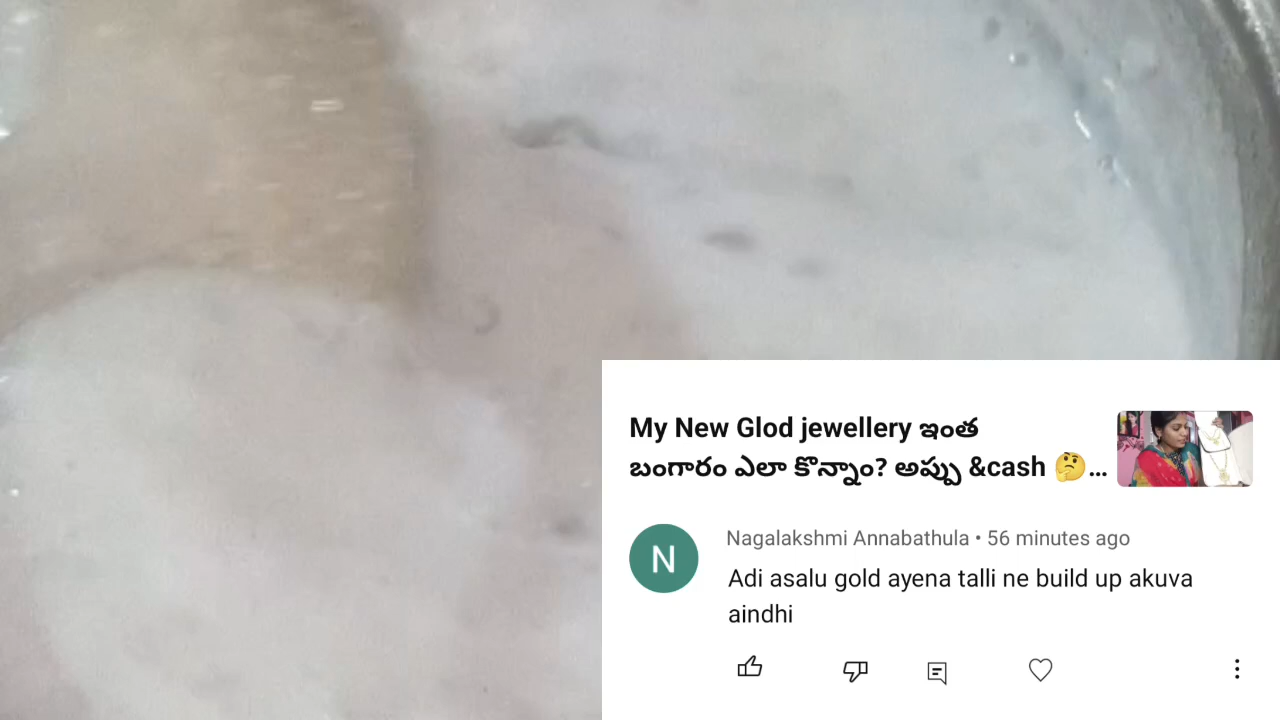 My New Glod jewellery ఇంత
బంగారం ఎలా కొన్నాం? అప్పు &cash 🤔...
N
Nagalakshmi Annabathula • 56 minutes ago
Adi asalu gold ayena talli ne build up akuva
aindhi